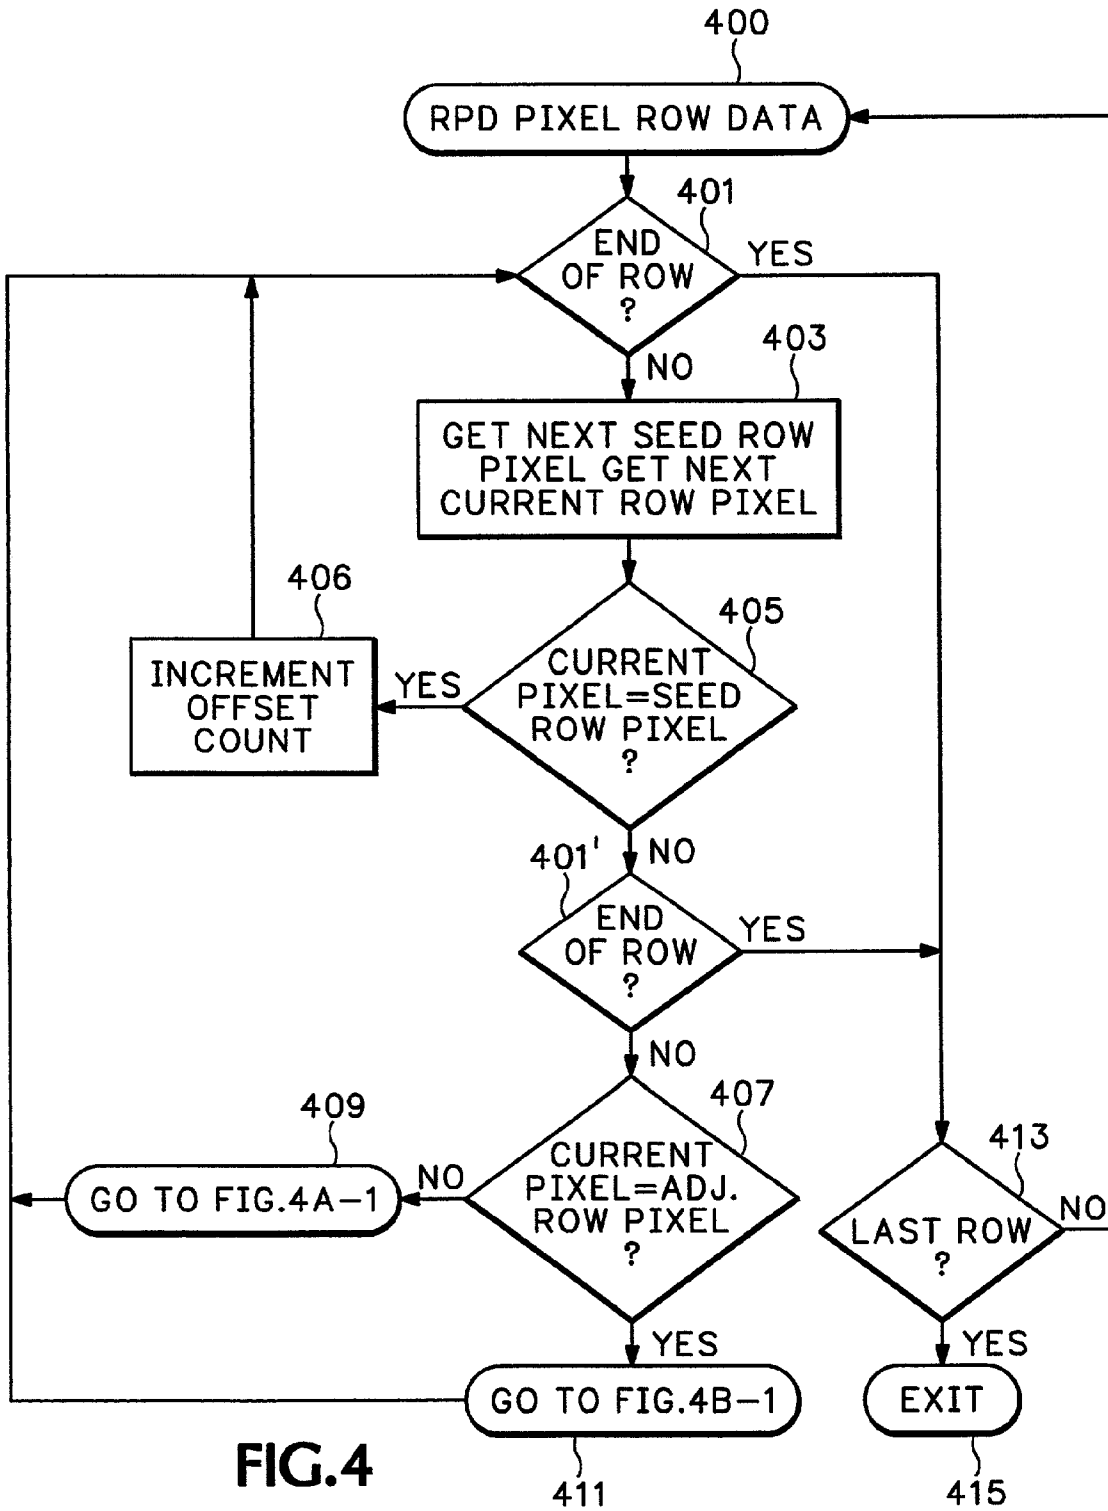 400
RPD PIXEL ROW DATA
401
END
OF ROW
?
YES
NO
403
GET NEXT SEED ROW
PIXEL GET NEXT
CURRENT ROW PIXEL
406
INCREMENT
OFFSET
COUNT
YES
405
CURRENT
PIXEL=SEED
ROW PIXEL
?
NO
401'
END
OF ROW
?
YES
NO
409
GO TO FIG.4A-1
NO
407
CURRENT
PIXEL=ADJ.
ROW PIXEL
?
413
LAST ROW
?
NO
YES
YES
GO TO FIG.4B-1
EXIT
FIG.4
411
415